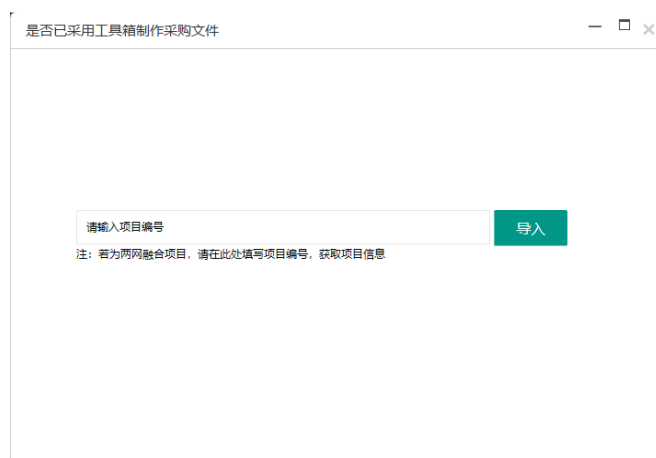 是否已采用工具箱制作采购文件
请输入项目编号
导入
注：若为两网融合项目，请在此处填写项目编号，获取项目信息